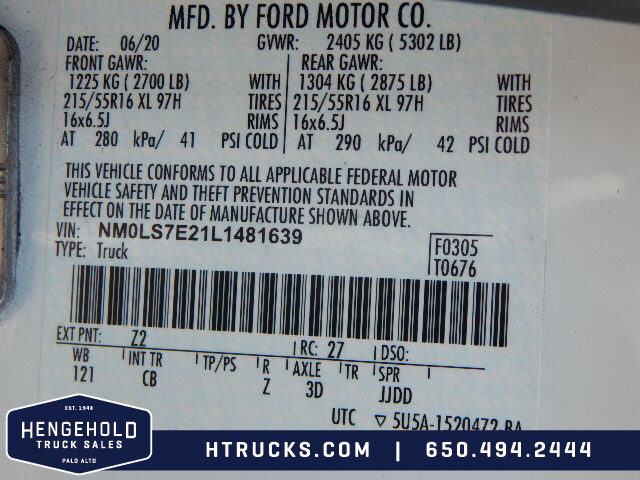 MFD. BY FORD MOTOR CO.
DATE: 06/20 GVWR: 2405 KG ( 5302 LB)
FRONT GAWR: REAR GAWR:
1225 KG ( 2700 LB) WITH 1304 KG ( 2875 LB) WITH
215/55R16 XL 97H TIRES 215/55R16 XL 97H TIRES
16x6.5J RIMS 16x6.5J RIMS
AT 280 kPa/ 41 PSI COLD AT 290 kPa/ 42 PSI COLD
THIS VEHICLE CONFORMS TO ALL APPLICABLE FEDERAL MOTOR
VEHICLE SAFETY AND THEFT PREVENTION STANDARDS IN
EFFECT ON THE DATE OF MANUFACTURE SHOWN ABOVE.
VIN: NM0LS7E21L1481639
TYPE: Truck
F0305
T0676
EXT PNT: Z2 RC: 27 DSO:
WB INT TR TP/PS R AXLE TR SPR
121 CB Z 3D JJDD
UTC ▽ 5U5A-1520472-BA
EST. 1940
HENGEHOLD
TRUCK SALES
PALO ALTO
HTRUCKS.COM | 650.494.2444